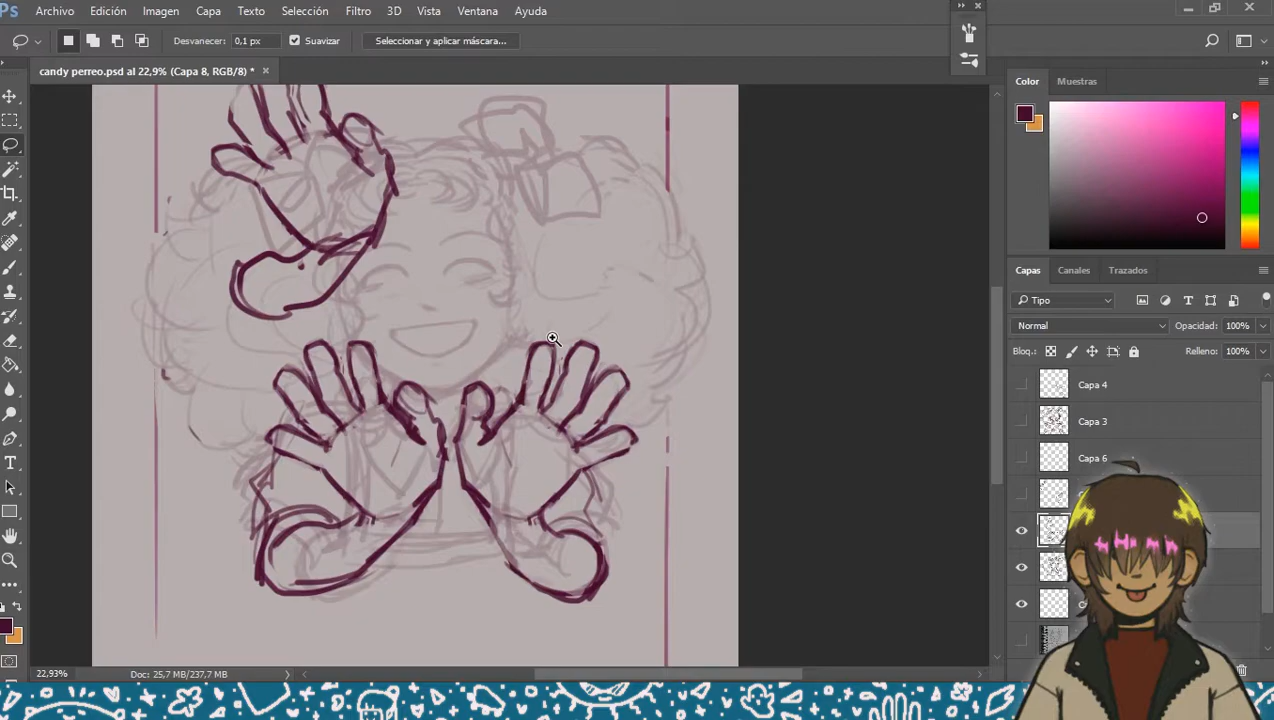 Ps Archivo Edición Imagen Capa Texto Selección Filtro 3D Vista Ventana Ayuda
Desvanecer: 0,1 px Suavizar Seleccionar y aplicar máscara...
candy perreo.psd al 22,9% (Capa 8, RGB/8) * ×
Color Muestras
Capas Canales Trazados
Tipo
Normal Opacidad: 100%
Bloq.: Relleno: 100%
Capa 4
Capa 3
Capa 6
22,93% Doc: 25,7 MB/237,7 MB